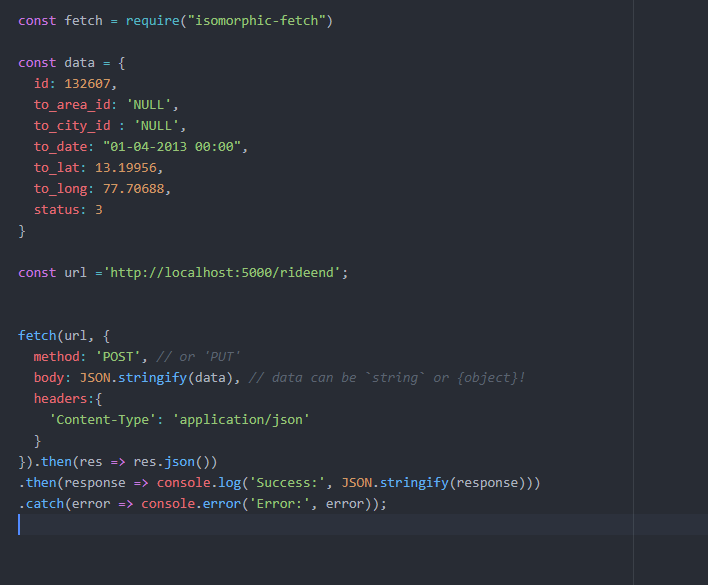 const fetch = require("isomorphic-fetch")
const data = {
id: 132607,
to_area_id: 'NULL',
to_city_id : 'NULL',
to_date: "01-04-2013 00:00",
to_lat: 13.19956,
to_long: 77.70688,
status: 3
}
const url ='http://localhost:5000/rideend';
fetch(url, {
method: 'POST', // or 'PUT'
body: JSON.stringify(data), // data can be `string` or {object}!
headers:{
'Content-Type': 'application/json'
}
}).then(res => res.json())
.then(response => console.log('Success:', JSON.stringify(response)))
.catch(error => console.error('Error:', error));